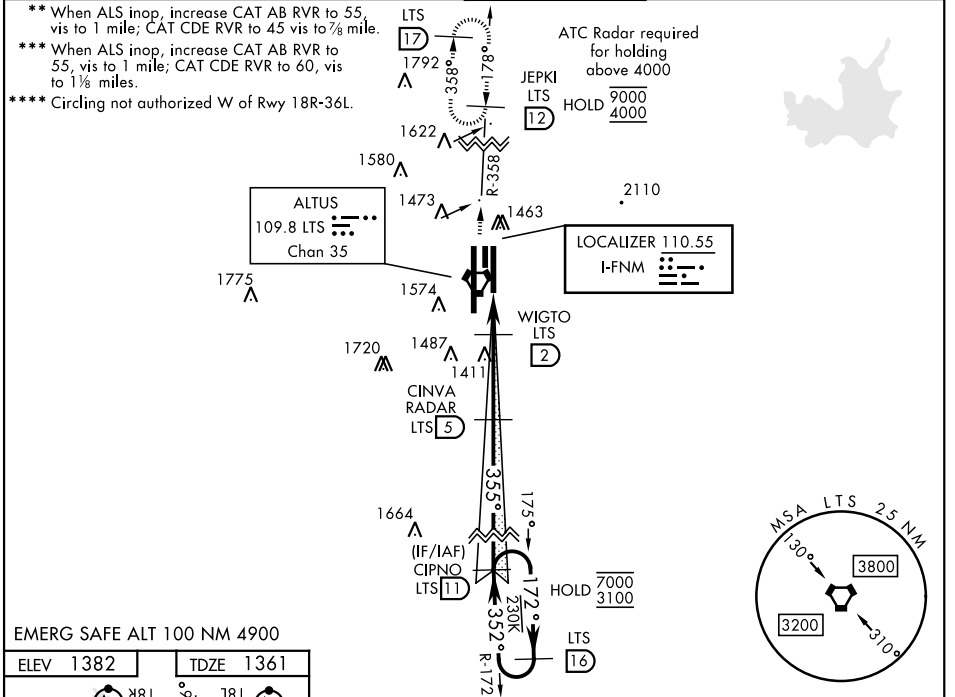 ** When ALS inop, increase CAT AB RVR to 55,
vis to 1 mile; CAT CDE RVR to 45 vis to 7/8 mile.
*** When ALS inop, increase CAT AB RVR to
55, vis to 1 mile; CAT CDE RVR to 60, vis
to 1 1/8 miles.
**** Circling not authorized W of Rwy 18R-36L.
LTS
17
1792
358°
178°
ATC Radar required
for holding
above 4000
JEPKI
LTS
12
HOLD 9000
4000
1622
1580
R-358
1473
1463
2110
ALTUS
109.8 LTS
Chan 35
LOCALIZER 110.55
I-FNM
1775
1574
WIGTO
LTS
2
1720
1487
1411
CINVA
RADAR
LTS 5
355°
175°
1664
(IF/IAF)
CIPNO
LTS 11
172°
HOLD 7000
3100
230K
352°
R-172
LTS
16
MSA LTS 25 NM
130°
3800
3200
310°
EMERG SAFE ALT 100 NM 4900
ELEV 1382
TDZE 1361
18R
18L